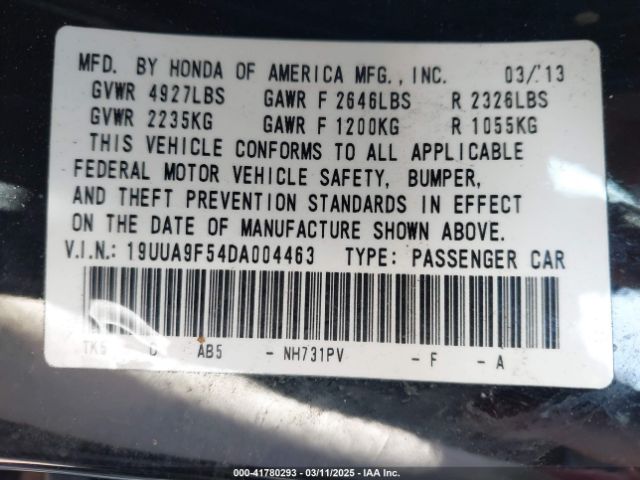 MFD. BY HONDA OF AMERICA MFG., INC. 03/'13
GVWR 4927LBS GAWR F 2646LBS R 2326LBS
GVWR 2235KG GAWR F 1200KG R 1055KG
THIS VEHICLE CONFORMS TO ALL APPLICABLE
FEDERAL MOTOR VEHICLE SAFETY, BUMPER,
AND THEFT PREVENTION STANDARDS IN EFFECT
ON THE DATE OF MANUFACTURE SHOWN ABOVE.
V.I.N.: 19UUA9F54DA004463 TYPE: PASSENGER CAR
TK5 C AB5 - NH731PV - F - A
000-41780293 - 03/11/2025 - IAA Inc.